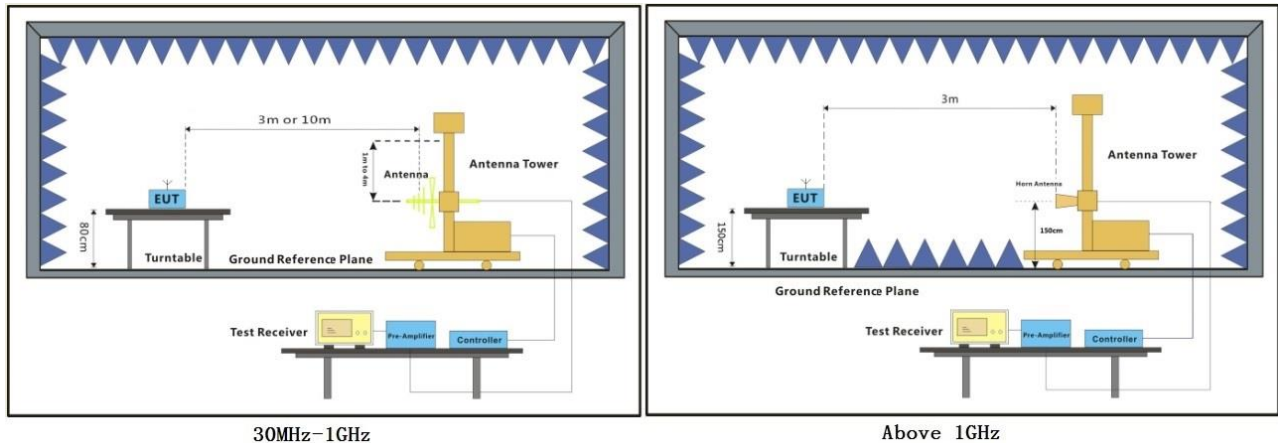 3m or 10m
1m to 4m
Antenna
Antenna Tower
EUT
80cm
Turntable
Ground Reference Plane
Test Receiver
Pre-Amplifier
Controller
30MHz-1GHz
3m
Antenna Tower
Horn Antenna
EUT
150cm
150cm
Turntable
Ground Reference Plane
Test Receiver
Pre-Amplifier
Controller
Above 1GHz